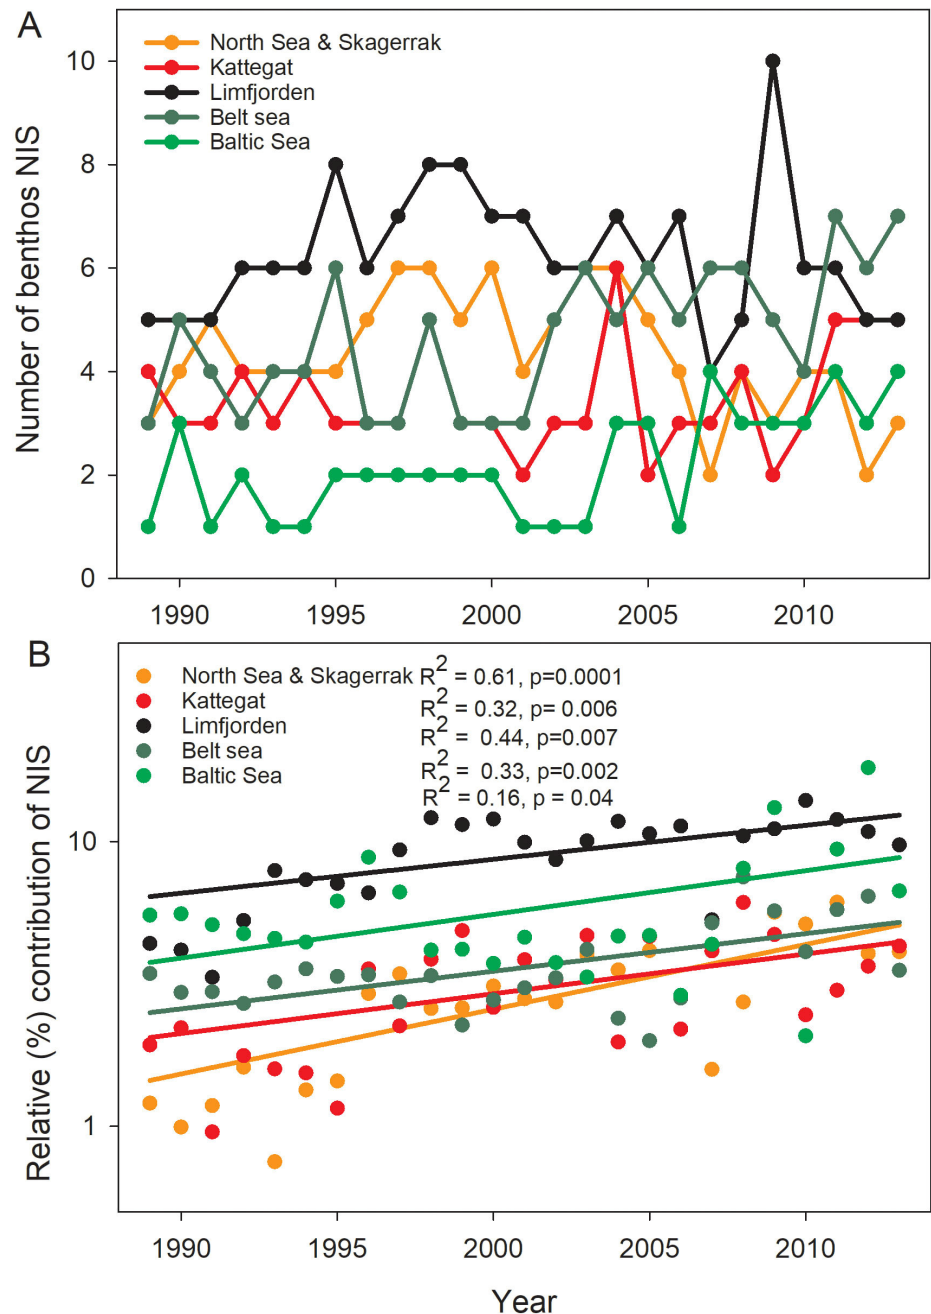 A
North Sea & Skagerrak
Kattegat
Limfjorden
Belt sea
Baltic Sea
Number of benthos NIS
10
8
6
4
2
0
1990 1995 2000 2005 2010
B
North Sea & Skagerrak R2 = 0.61, p=0.0001
Kattegat R2 = 0.32, p= 0.006
Limfjorden R2 = 0.44, p=0.007
Belt sea R2 = 0.33, p=0.002
Baltic Sea R2 = 0.16, p = 0.04
Relative (%) contribution of NIS
10
1
1990 1995 2000 2005 2010
Year